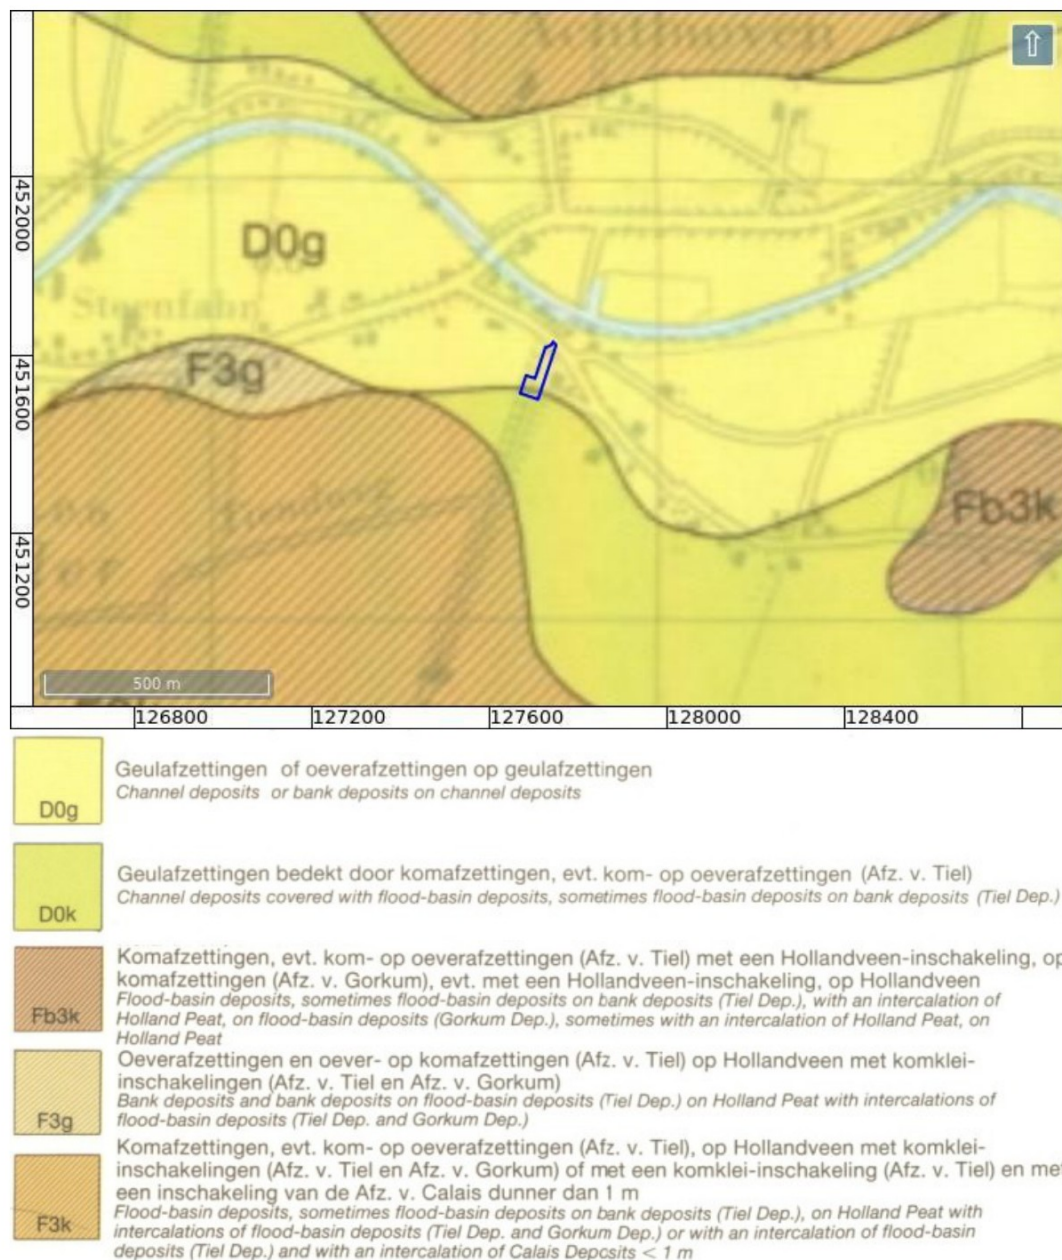 ⇧
D0g
F3g
Fb3k
452000
451600
451200
500 m
126800
127200
127600
128000
128400
D0g
Geulafzettingen of oeverafzettingen op geulafzettingen
Channel deposits or bank deposits on channel deposits
D0k
Geulafzettingen bedekt door komafzettingen, evt. kom- op oeverafzettingen (Afz. v. Tiel)
Channel deposits covered with flood-basin deposits, sometimes flood-basin deposits on bank deposits (Tiel Dep.)
Fb3k
Komafzettingen, evt. kom- op oeverafzettingen (Afz. v. Tiel) met een Hollandveen-inschakeling, op
komafzettingen (Afz. v. Gorkum), evt. met een Hollandveen-inschakeling, op Hollandveen
Flood-basin deposits, sometimes flood-basin deposits on bank deposits (Tiel Dep.), with an intercalation of
Holland Peat, on flood-basin deposits (Gorkum Dep.), sometimes with an intercalation of Holland Peat, on
Holland Peat
F3g
Oeverafzettingen en oever- op komafzettingen (Afz. v. Tiel) op Hollandveen met komklei-
inschakelingen (Afz. v. Tiel en Afz. v. Gorkum)
Bank deposits and bank deposits on flood-basin deposits (Tiel Dep.) on Holland Peat with intercalations of
flood-basin deposits (Tiel Dep. and Gorkum Dep.)
F3k
Komafzettingen, evt. kom- op oeverafzettingen (Afz. v. Tiel), op Hollandveen met komklei-
inschakelingen (Afz. v. Tiel en Afz. v. Gorkum) of met een komklei-inschakeling (Afz. v. Tiel) en met
een inschakeling van de Afz. v. Calais dunner dan 1 m
Flood-basin deposits, sometimes flood-basin deposits on bank deposits (Tiel Dep.), on Holland Peat with
intercalations of flood-basin deposits (Tiel Dep. and Gorkum Dep.) or with an intercalation of flood-basin
deposits (Tiel Dep.) and with an intercalation of Calais Deposits < 1 m